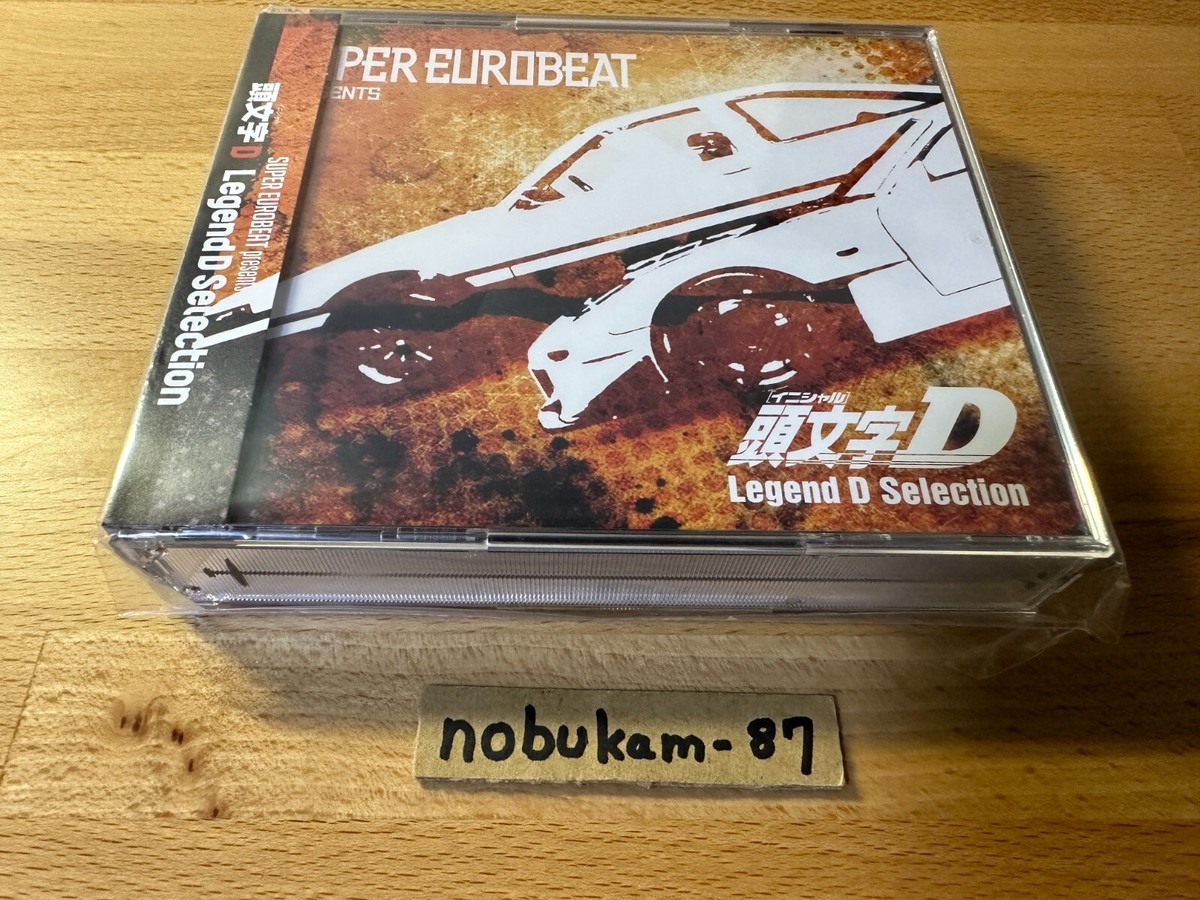 PER EUROBEAT
ENTS
頭文字D Legend D Selection
SUPER EUROBEAT presents
[イニシャル]
頭文字D
Legend D Selection
nobukam-87